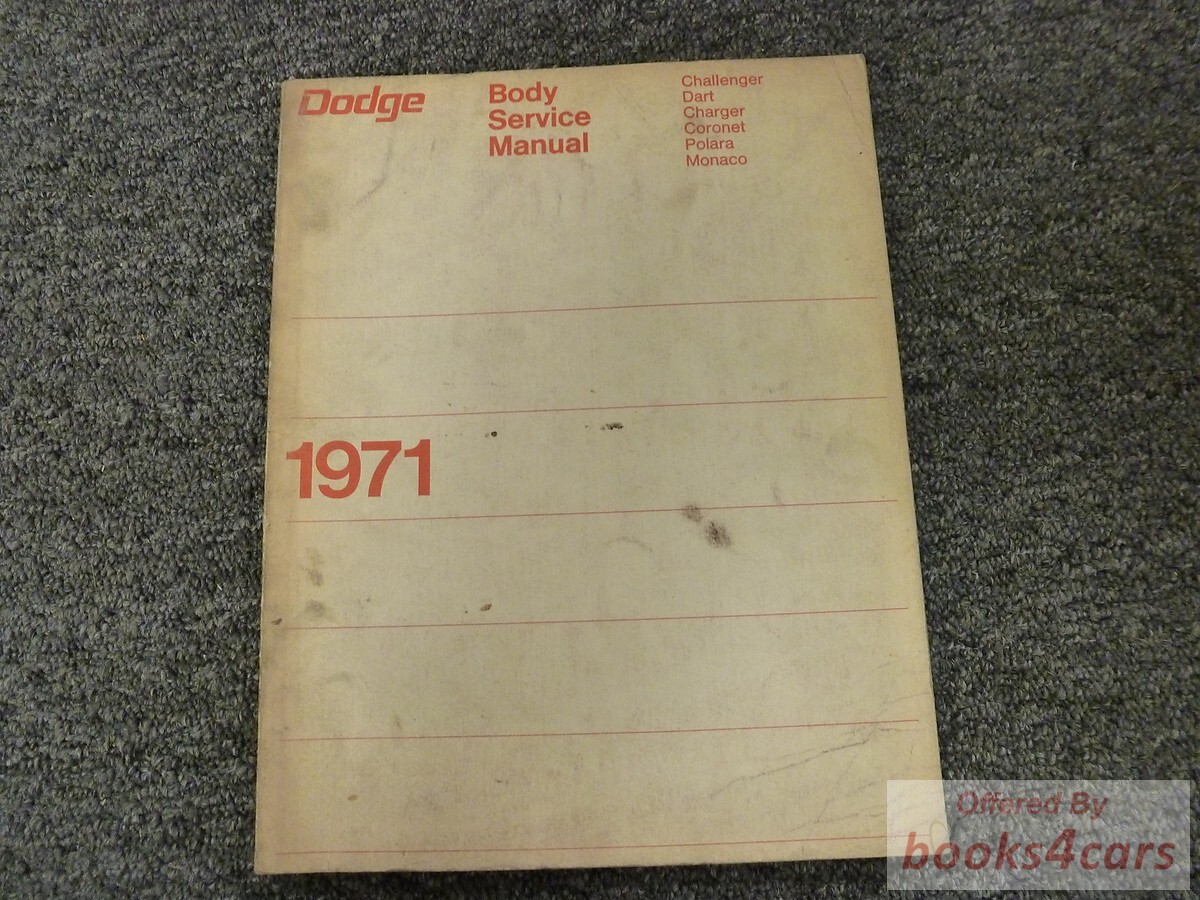 Dodge
Body
Service
Manual
Challenger
Dart
Charger
Coronet
Polara
Monaco
1971
Offered By
books4cars